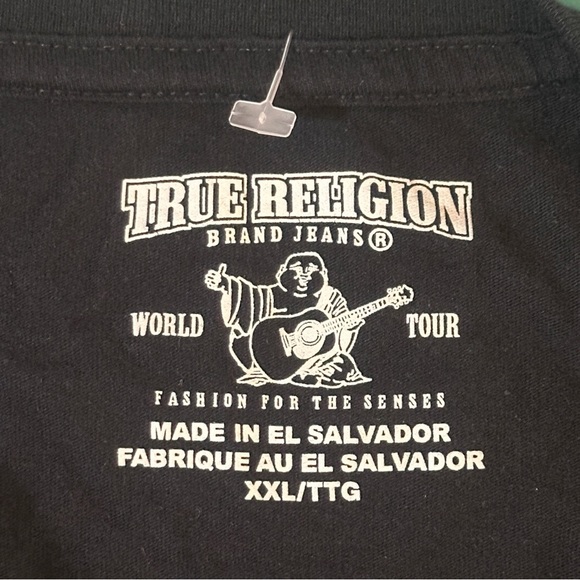 TRUE RELIGION
BRAND JEANS®
WORLD TOUR
FASHION FOR THE SENSES
MADE IN EL SALVADOR
FABRIQUE AU EL SALVADOR
XXL/TTG